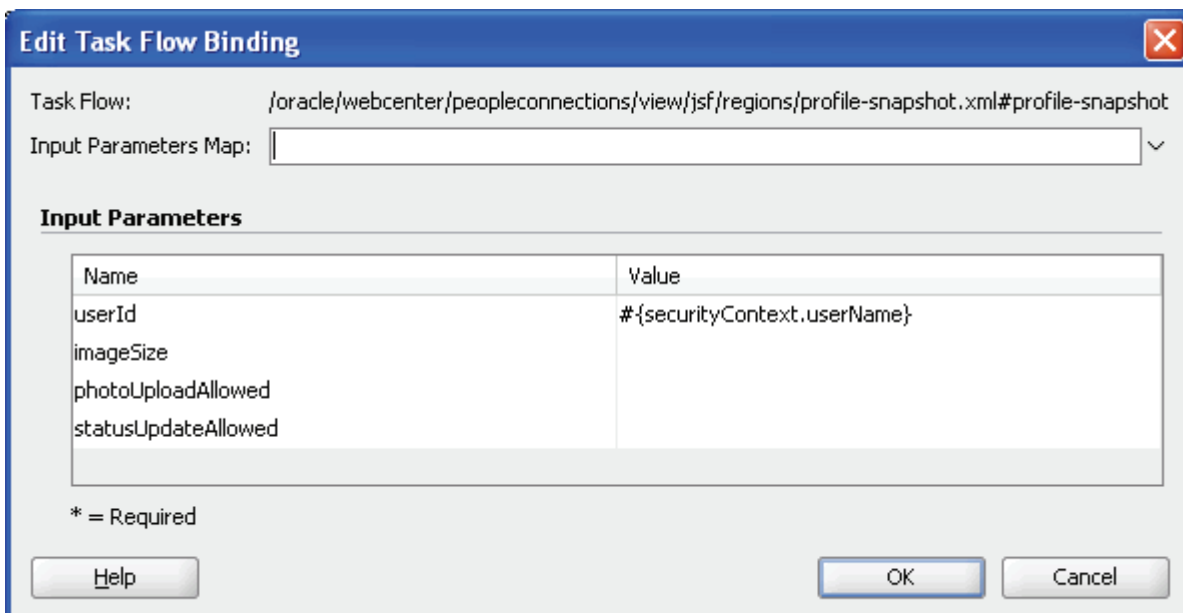 Edit Task Flow Binding
Task Flow: /oracle/webcenter/peopleconnections/view/jsf/regions/profile-snapshot.xml#profile-snapshot
Input Parameters Map:
Input Parameters
Name Value
userId #{securityContext.userName}
imageSize
photoUploadAllowed
statusUpdateAllowed
* = Required
Help OK Cancel